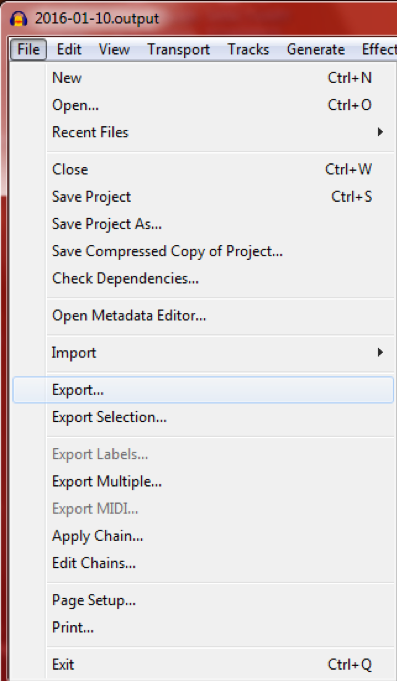 2016-01-10.output
File Edit View Transport Tracks Generate Effect
New Ctrl+N
Open... Ctrl+O
Recent Files
Close Ctrl+W
Save Project Ctrl+S
Save Project As...
Save Compressed Copy of Project...
Check Dependencies...
Open Metadata Editor...
Import
Export...
Export Selection...
Export Labels...
Export Multiple...
Export MIDI...
Apply Chain...
Edit Chains...
Page Setup...
Print...
Exit Ctrl+Q